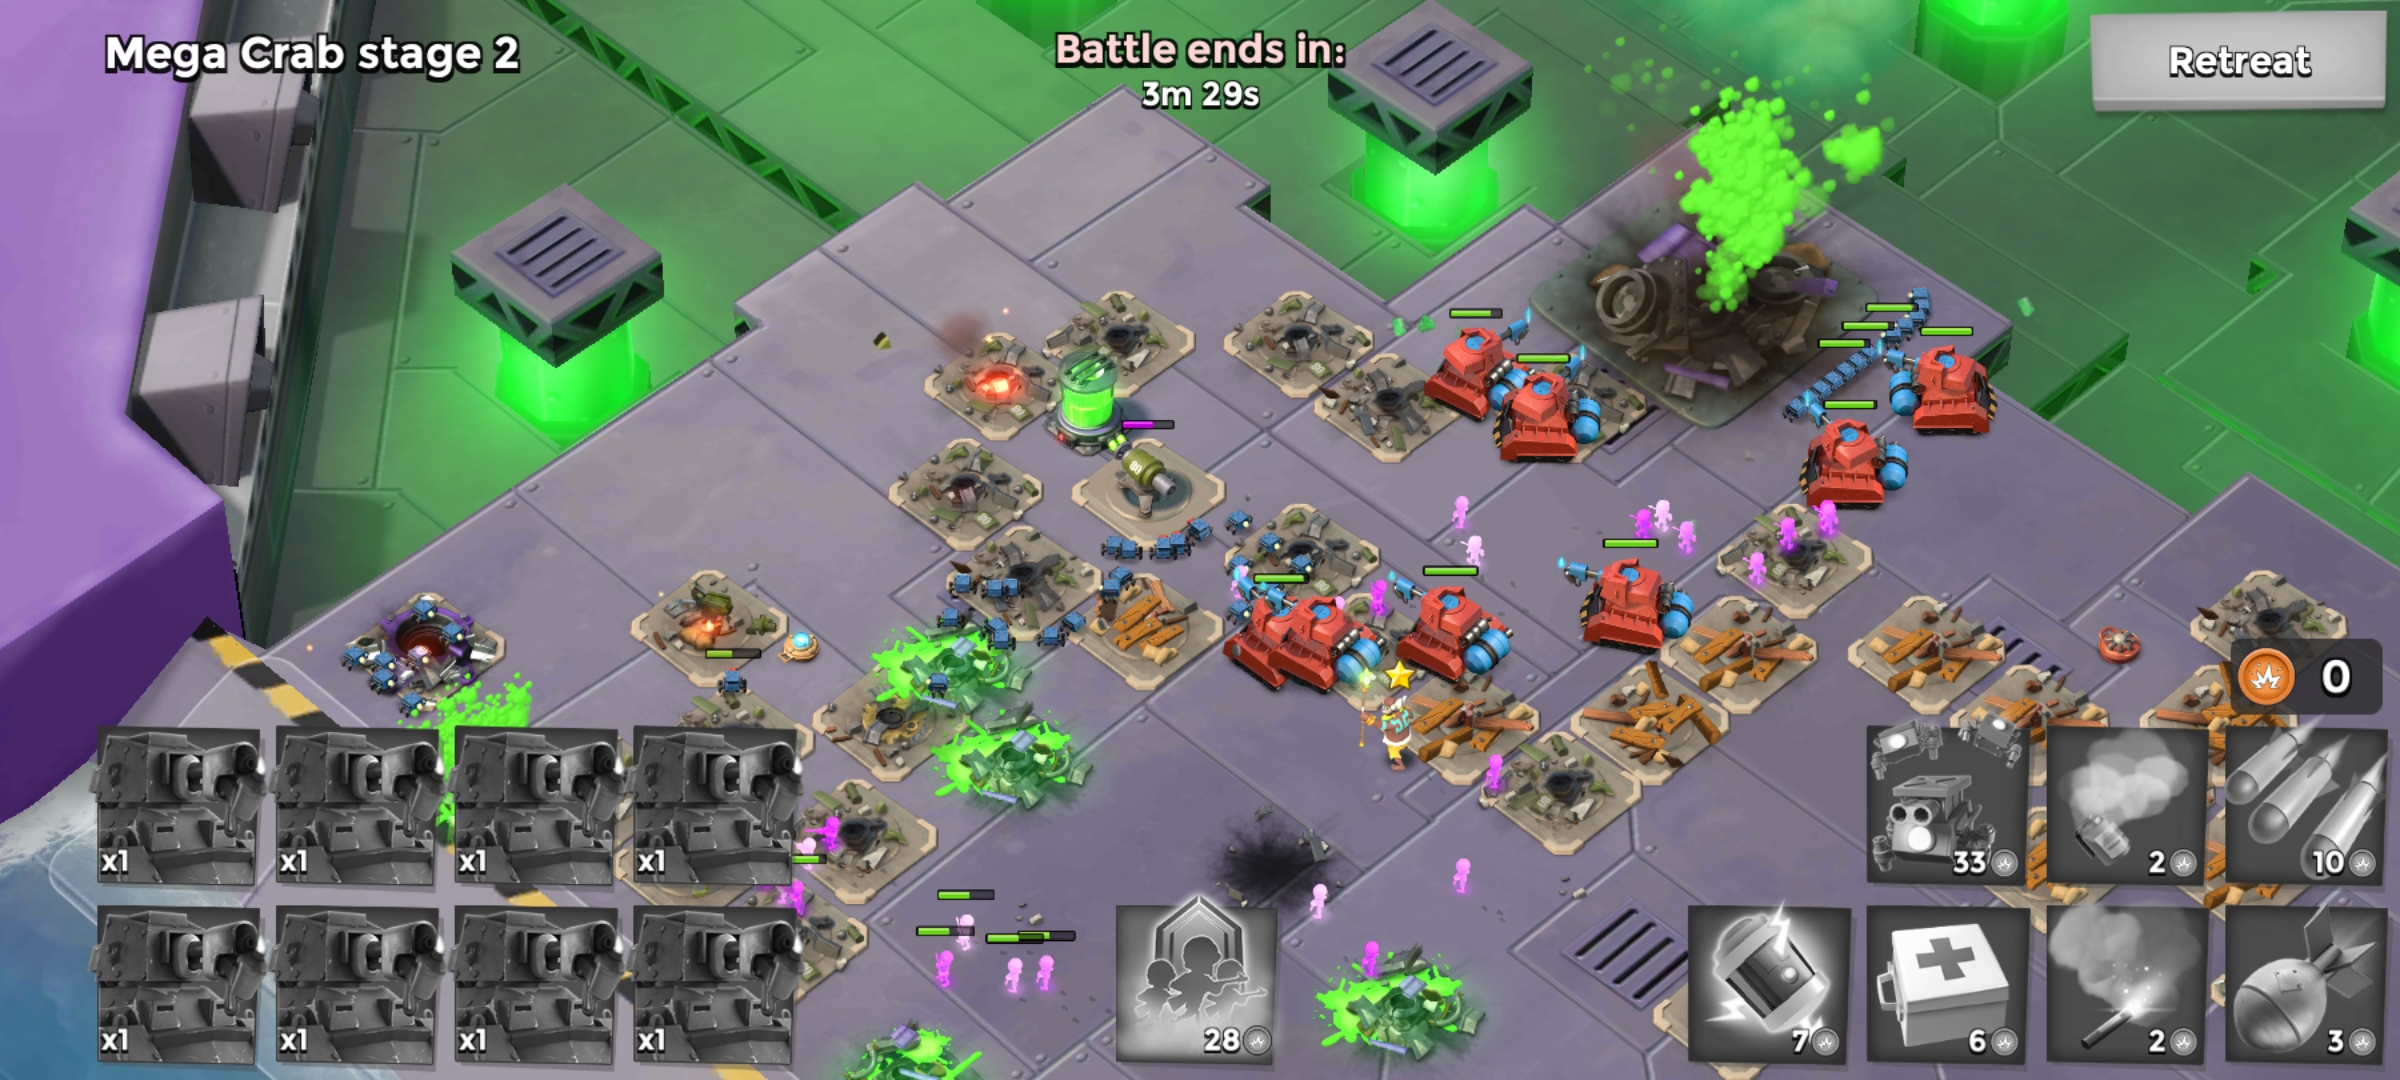 Mega Crab stage 2
Battle ends in:
3m 29s
Retreat
0
x1
x1
x1
x1
33
2
10
x1
x1
x1
x1
28
7
6
2
3